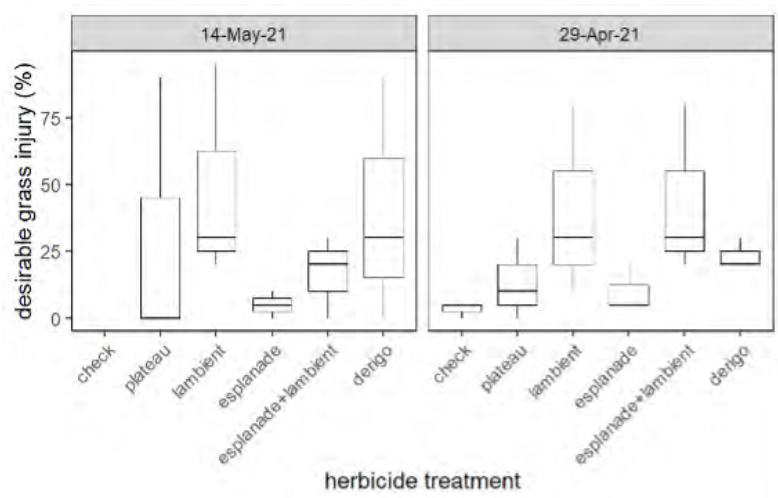 14-May-21 29-Apr-21
desirable grass injury (%)
75
50
25
0
check plateau lambient esplanade esplanade+lambient derigo check plateau lambient esplanade esplanade+lambient derigo
herbicide treatment